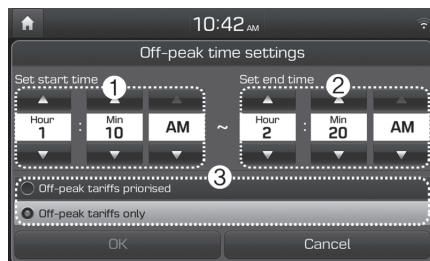 10:42 AM
Off-peak time settings
Set start time
Set end time
1
2
Hour
1
:
Min
10
AM
~
Hour
2
:
Min
20
AM
3
Off-peak tariffs priorised
Off-peak tariffs only
OK
Cancel